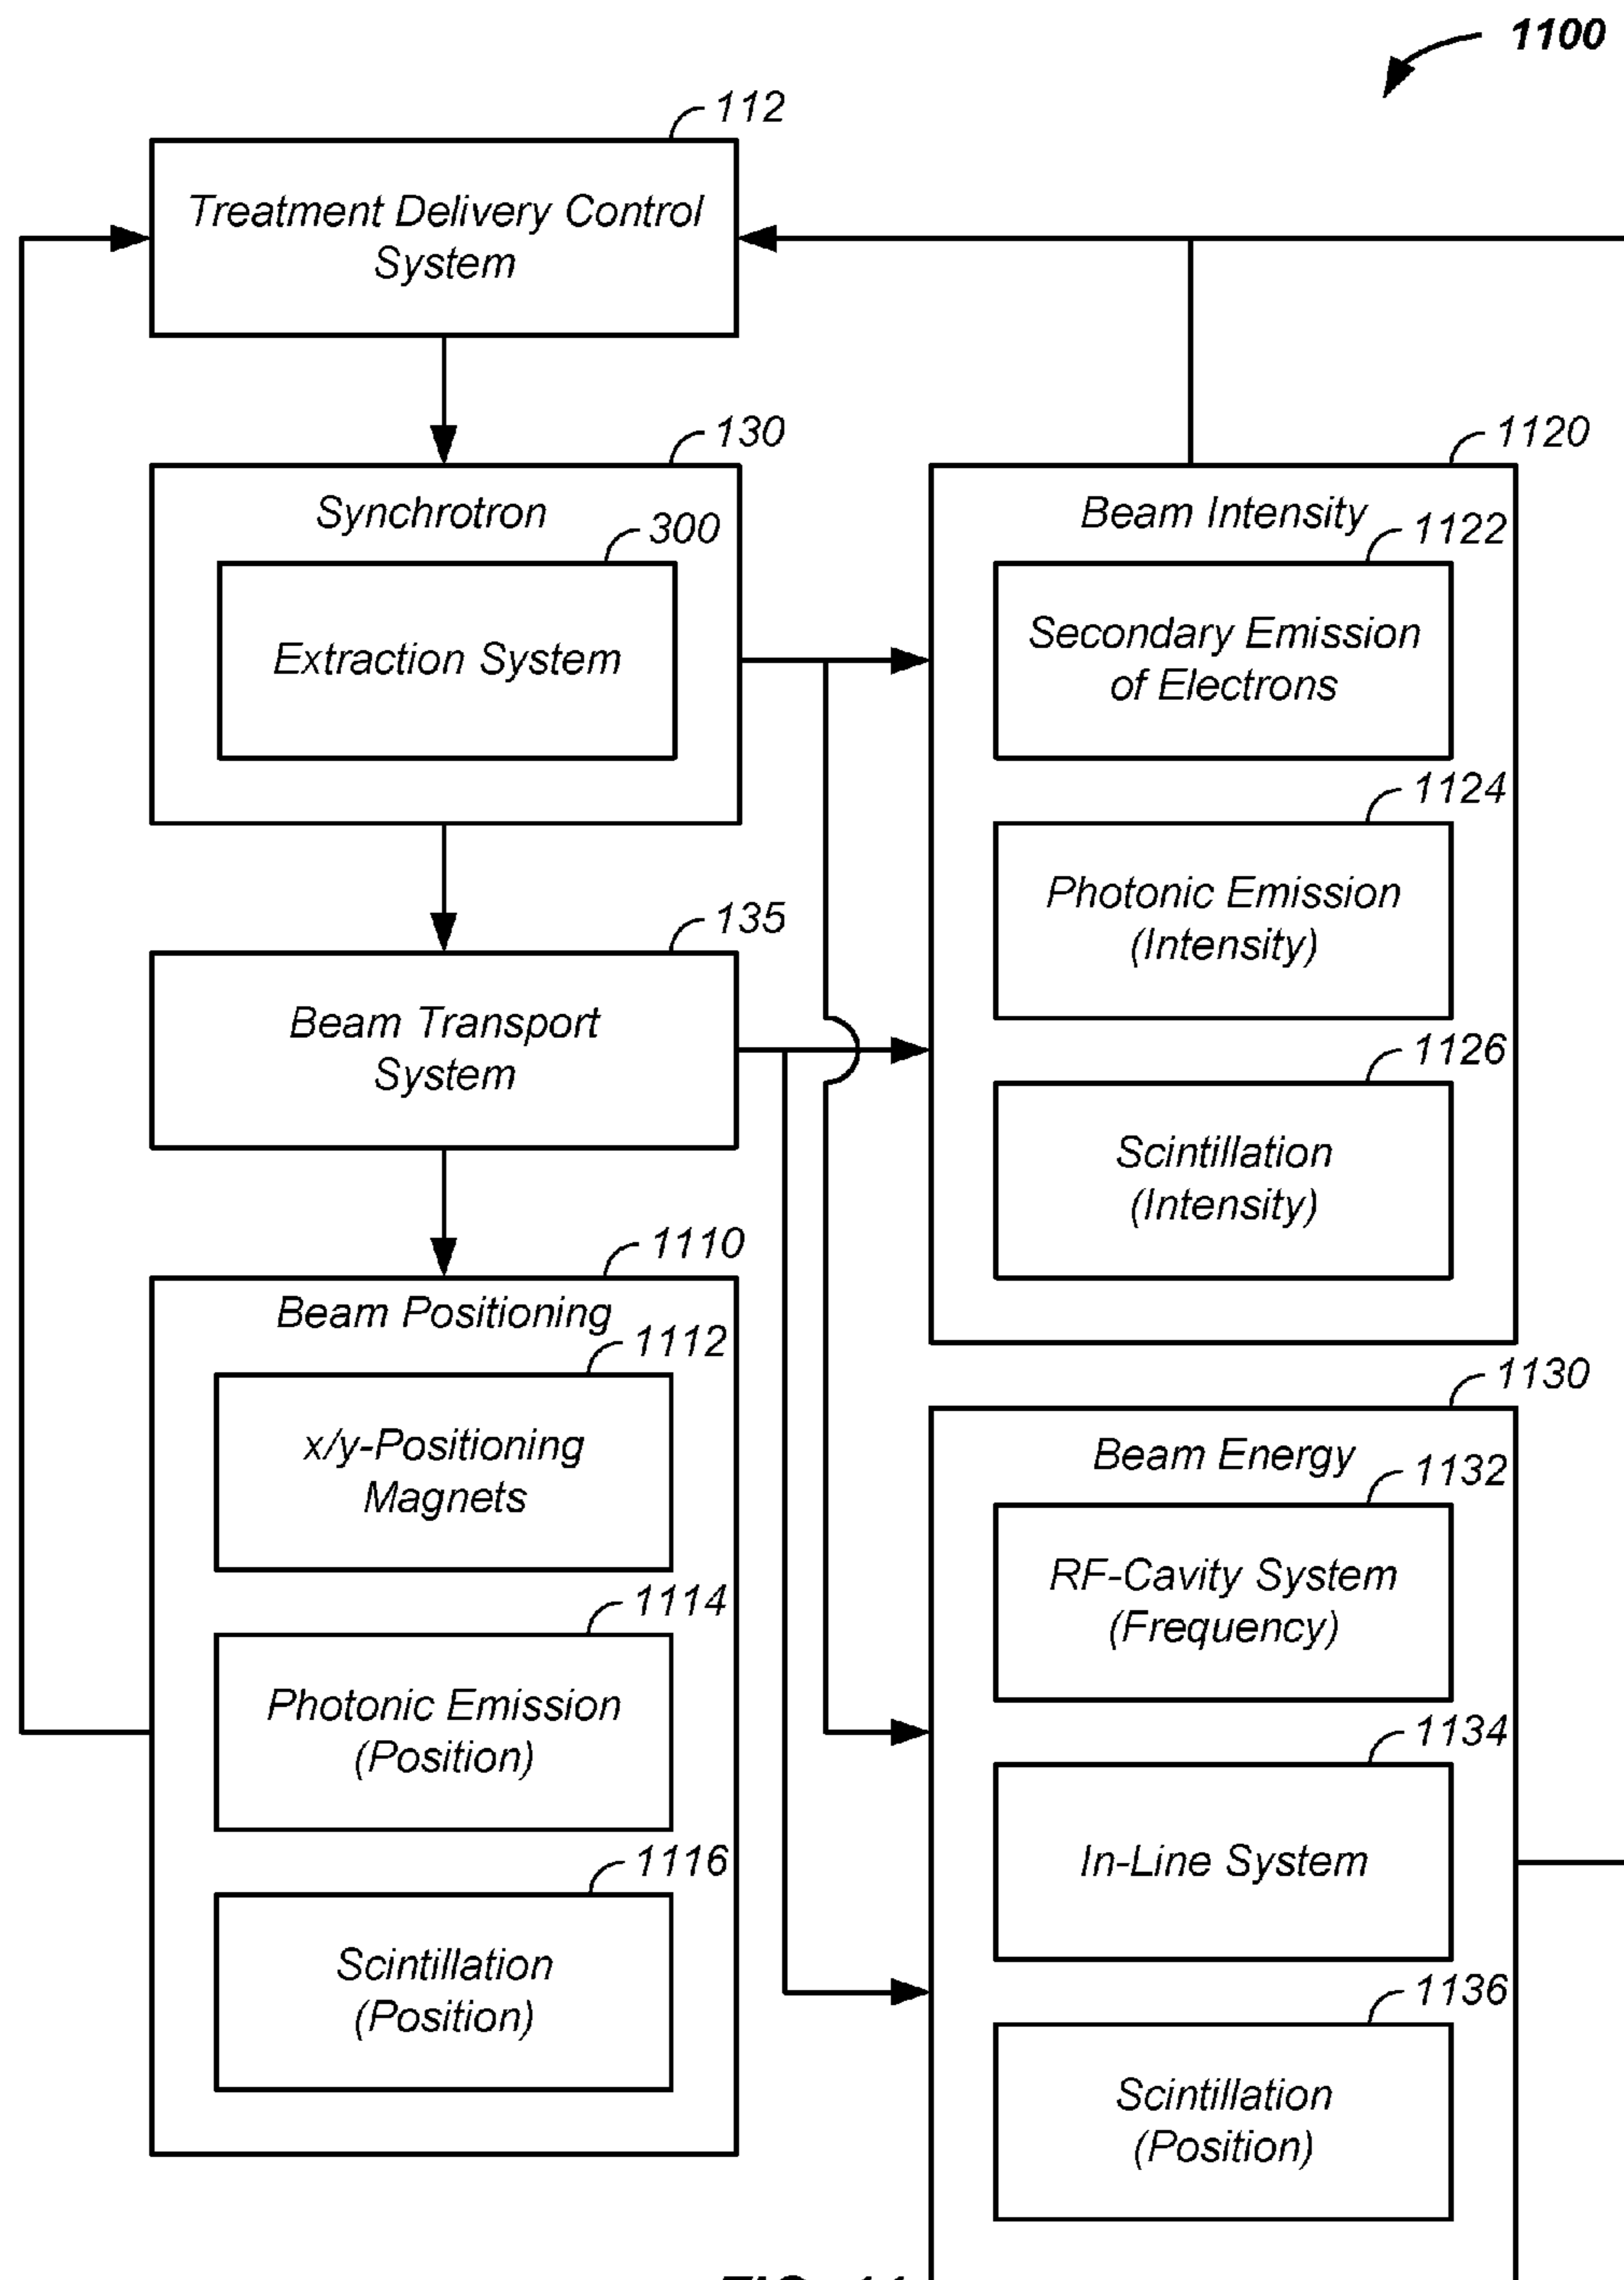 1100
112
Treatment Delivery Control
System
130
Synchrotron
300
Extraction System
135
Beam Transport
System
1110
Beam Positioning
1112
x/y-Positioning
Magnets
1114
Photonic Emission
(Position)
1116
Scintillation
(Position)
1120
Beam Intensity
1122
Secondary Emission
of Electrons
1124
Photonic Emission
(Intensity)
1126
Scintillation
(Intensity)
1130
Beam Energy
1132
RF-Cavity System
(Frequency)
1134
In-Line System
1136
Scintillation
(Position)